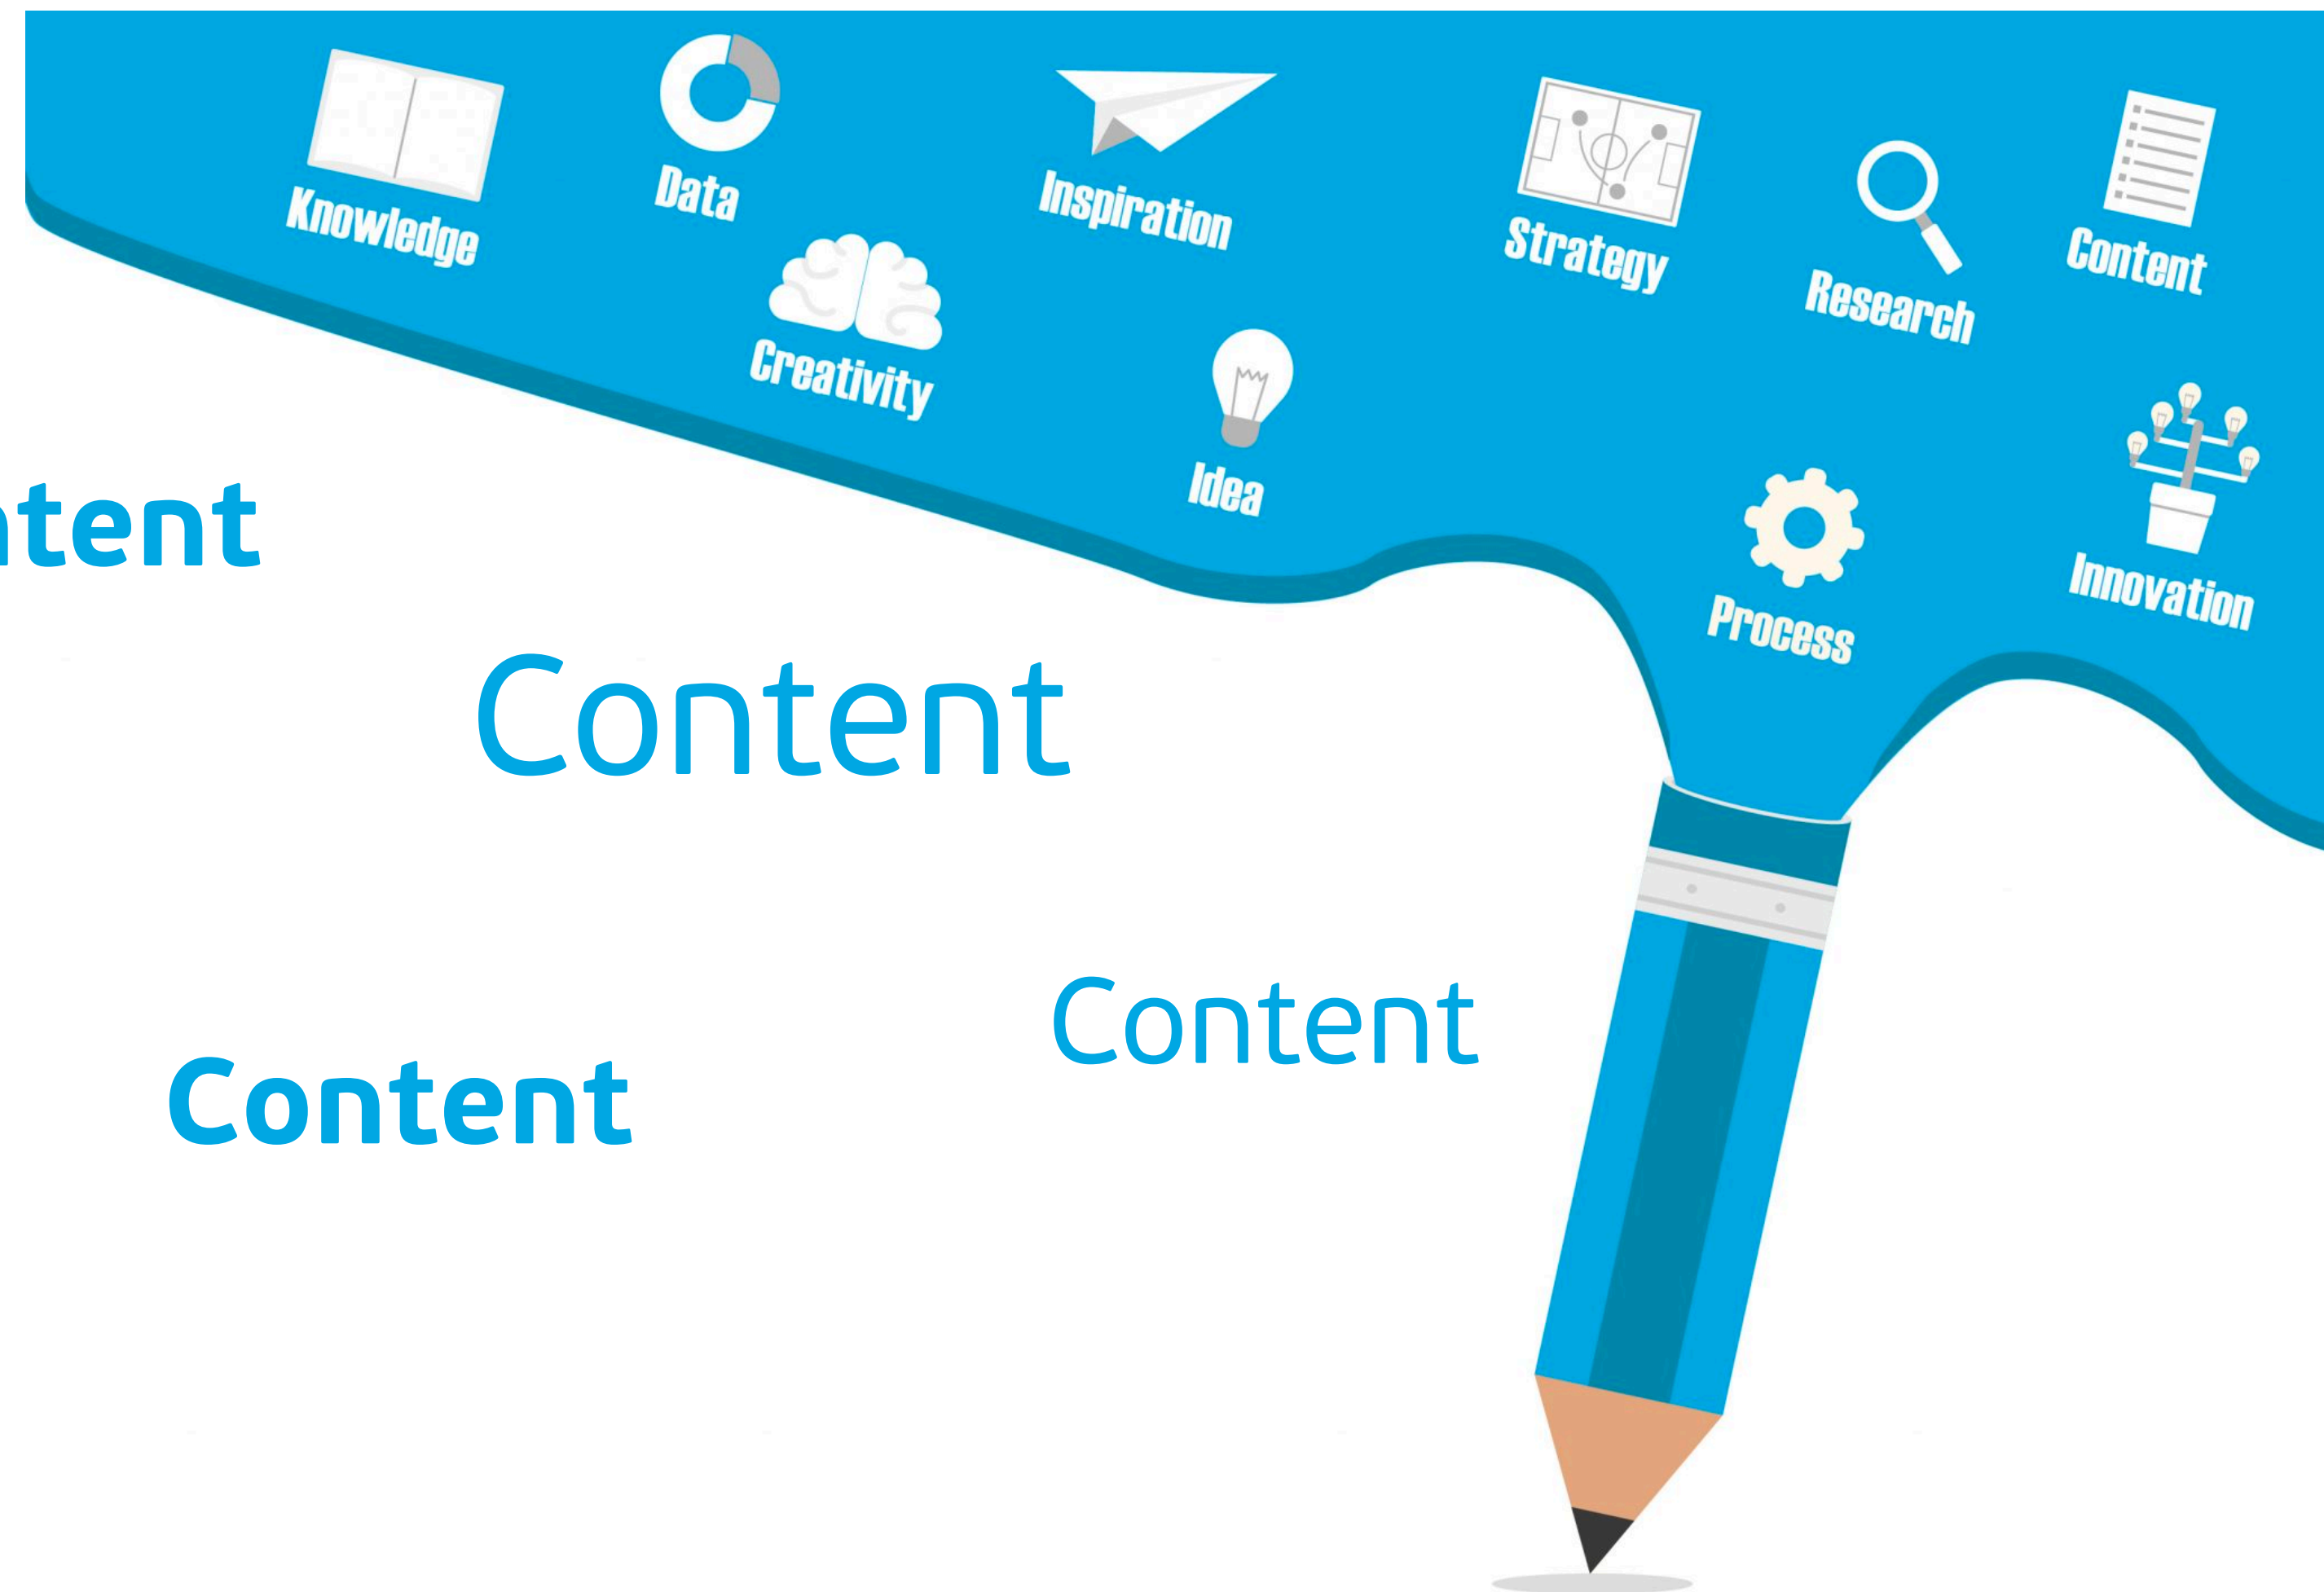 Knowledge
Data
Inspiration
Strategy
Research
Content
Creativity
Idea
Process
Innovation
tent
Content
Content
Content